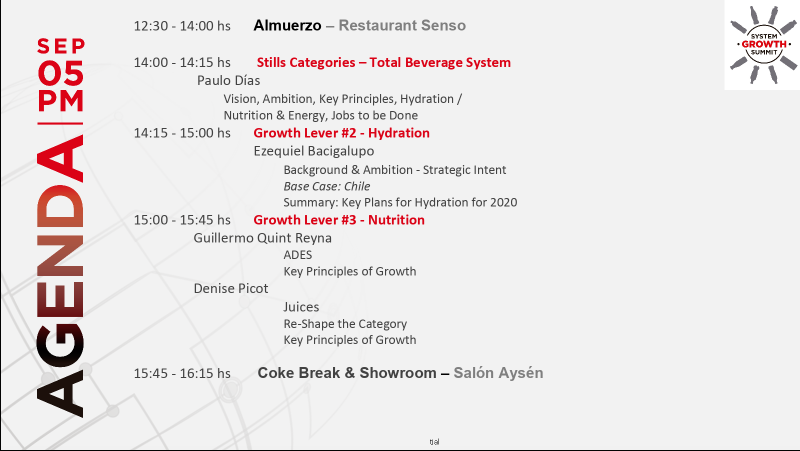 SEP
05
PM
AGENDA
12:30 - 14:00 hs Almuerzo – Restaurant Senso
14:00 - 14:15 hs Stills Categories – Total Beverage System
Paulo Días
Vision, Ambition, Key Principles, Hydration /
Nutrition & Energy, Jobs to be Done
14:15 - 15:00 hs Growth Lever #2 - Hydration
Ezequiel Bacigalupo
Background & Ambition - Strategic Intent
Base Case: Chile
Summary: Key Plans for Hydration for 2020
15:00 - 15:45 hs Growth Lever #3 - Nutrition
Guillermo Quint Reyna
ADES
Key Principles of Growth
Denise Picot
Juices
Re-Shape the Category
Key Principles of Growth
15:45 - 16:15 hs Coke Break & Showroom – Salón Aysén
SYSTEM
GROWTH
SUMMIT
tial